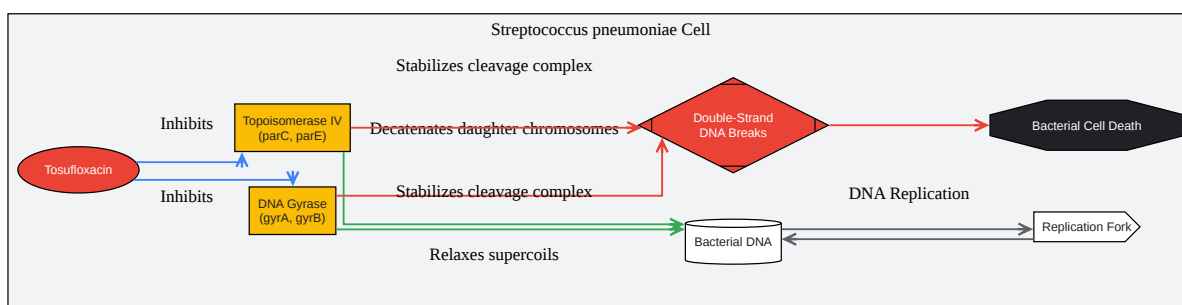 Streptococcus pneumoniae Cell
Stabilizes cleavage complex
Inhibits
Topoisomerase IV
(parC, parE)
Decatenates daughter chromosomes
Double-Strand
DNA Breaks
Bacterial Cell Death
Tosufloxacin
Inhibits
DNA Gyrase
(gyrA, gyrB)
Stabilizes cleavage complex
DNA Replication
Relaxes supercoils
Bacterial DNA
Replication Fork